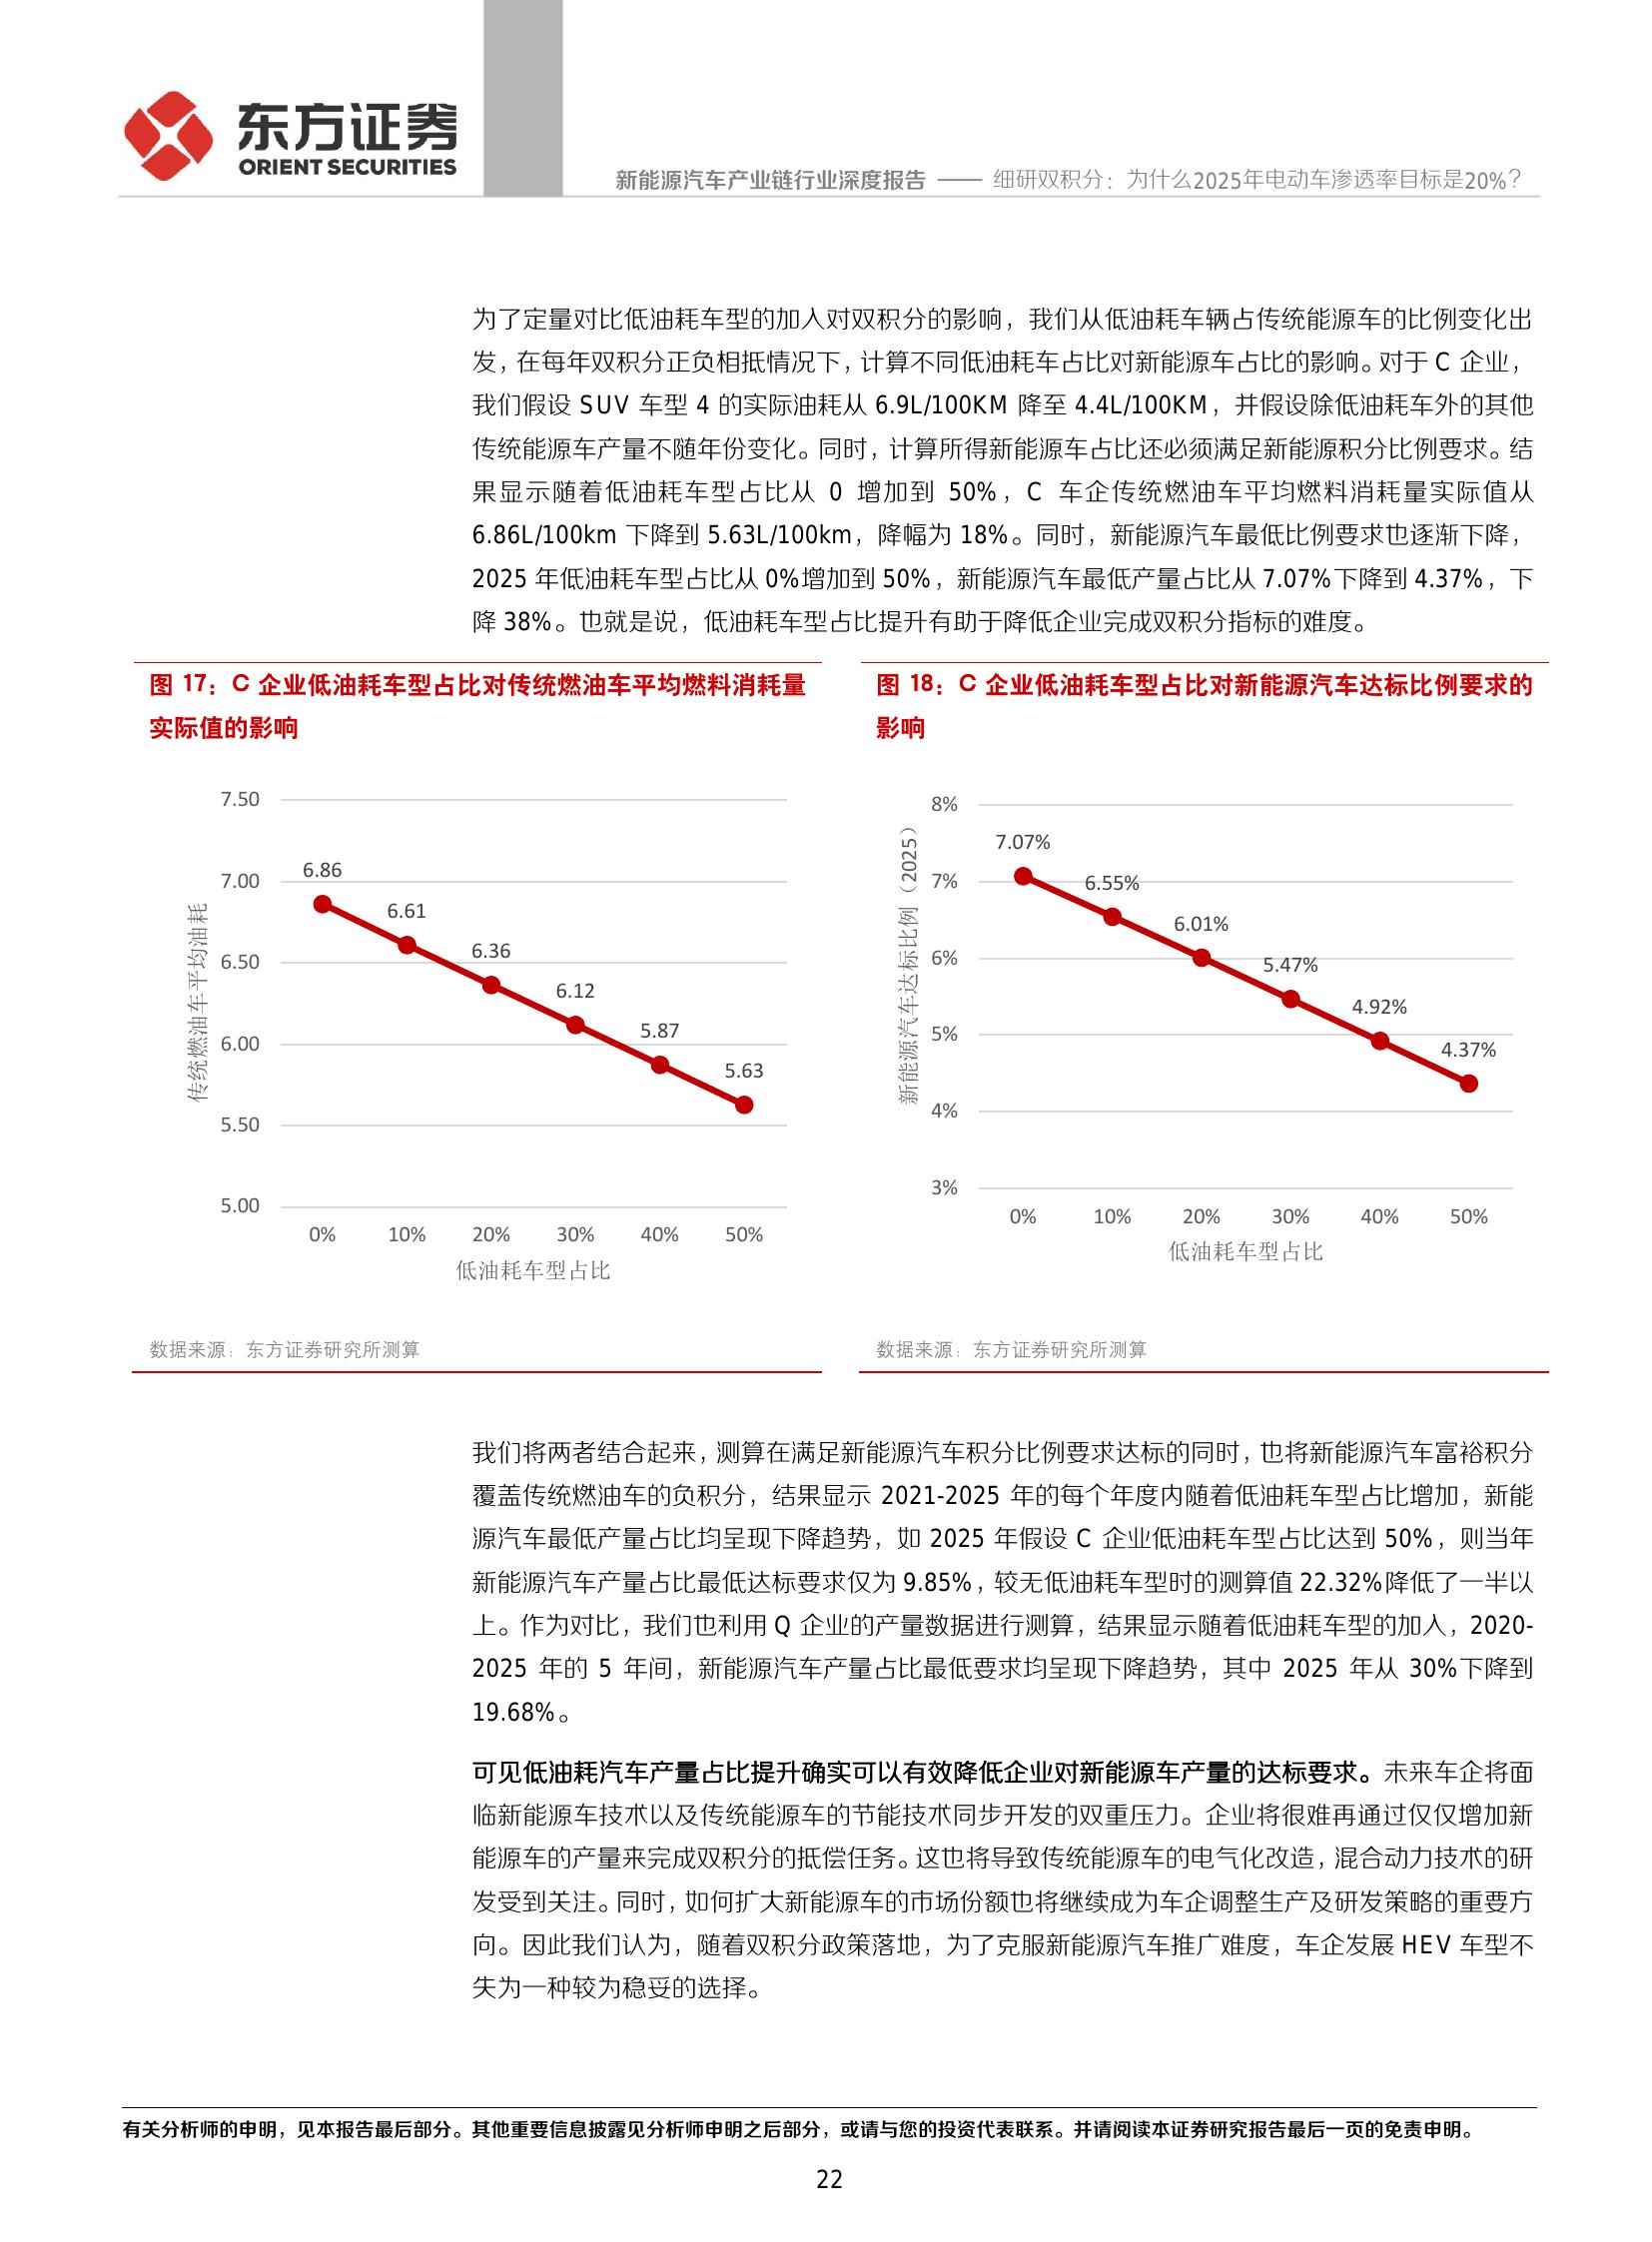 东方证券
ORIENT SECURITIES
新能源汽车产业链行业深度报告 —— 细研双积分：为什么2025年电动车渗透率目标是20%？
为了定量对比低油耗车型的加入对双积分的影响，我们从低油耗车辆占传统能源车的比例变化出
发，在每年双积分正负相抵情况下，计算不同低油耗车占比对新能源车占比的影响。对于 C 企业，
我们假设 SUV 车型 4 的实际油耗从 6.9L/100KM 降至 4.4L/100KM，并假设除低油耗车外的其他
传统能源车产量不随年份变化。同时，计算所得新能源车占比还必须满足新能源积分比例要求。结
果显示随着低油耗车型占比从 0 增加到 50%，C 车企传统燃油车平均燃料消耗量实际值从
6.86L/100km 下降到 5.63L/100km，降幅为 18%。同时，新能源汽车最低比例要求也逐渐下降，
2025 年低油耗车型占比从 0%增加到 50%，新能源汽车最低产量占比从 7.07%下降到 4.37%，下
降 38%。也就是说，低油耗车型占比提升有助于降低企业完成双积分指标的难度。
图 17：C 企业低油耗车型占比对传统燃油车平均燃料消耗量
实际值的影响
7.50
7.00
6.50
6.00
5.50
5.00
传统燃油车平均油耗
6.86
6.61
6.36
6.12
5.87
5.63
0% 10% 20% 30% 40% 50%
低油耗车型占比
数据来源：东方证券研究所测算
图 18：C 企业低油耗车型占比对新能源汽车达标比例要求的
影响
8%
7%
6%
5%
4%
3%
新能源汽车达标比例（2025）
7.07%
6.55%
6.01%
5.47%
4.92%
4.37%
0% 10% 20% 30% 40% 50%
低油耗车型占比
数据来源：东方证券研究所测算
我们将两者结合起来，测算在满足新能源汽车积分比例要求达标的同时，也将新能源汽车富裕积分
覆盖传统燃油车的负积分，结果显示 2021-2025 年的每个年度内随着低油耗车型占比增加，新能
源汽车最低产量占比均呈现下降趋势，如 2025 年假设 C 企业低油耗车型占比达到 50%，则当年
新能源汽车产量占比最低达标要求仅为 9.85%，较无低油耗车型时的测算值 22.32%降低了一半以
上。作为对比，我们也利用 Q 企业的产量数据进行测算，结果显示随着低油耗车型的加入，2020-
2025 年的 5 年间，新能源汽车产量占比最低要求均呈现下降趋势，其中 2025 年从 30%下降到
19.68%。
可见低油耗汽车产量占比提升确实可以有效降低企业对新能源车产量的达标要求。未来车企将面
临新能源车技术以及传统能源车的节能技术同步开发的双重压力。企业将很难再通过仅仅增加新
能源车的产量来完成双积分的抵偿任务。这也将导致传统能源车的电气化改造，混合动力技术的研
发受到关注。同时，如何扩大新能源车的市场份额也将继续成为车企调整生产及研发策略的重要方
向。因此我们认为，随着双积分政策落地，为了克服新能源汽车推广难度，车企发展 HEV 车型不
失为一种较为稳妥的选择。
有关分析师的申明，见本报告最后部分。其他重要信息披露见分析师申明之后部分，或请与您的投资代表联系。并请阅读本证券研究报告最后一页的免责申明。
22